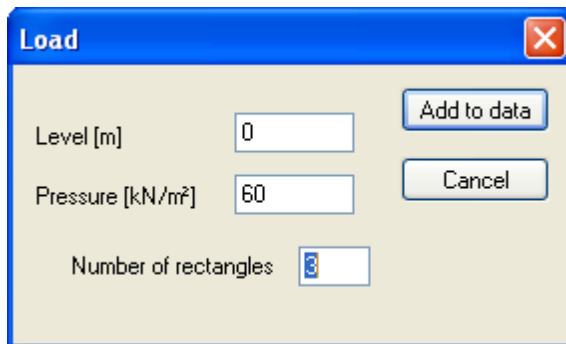 Load
Level [m] 0
Add to data
Pressure [kN/m²] 60
Cancel
Number of rectangles 3